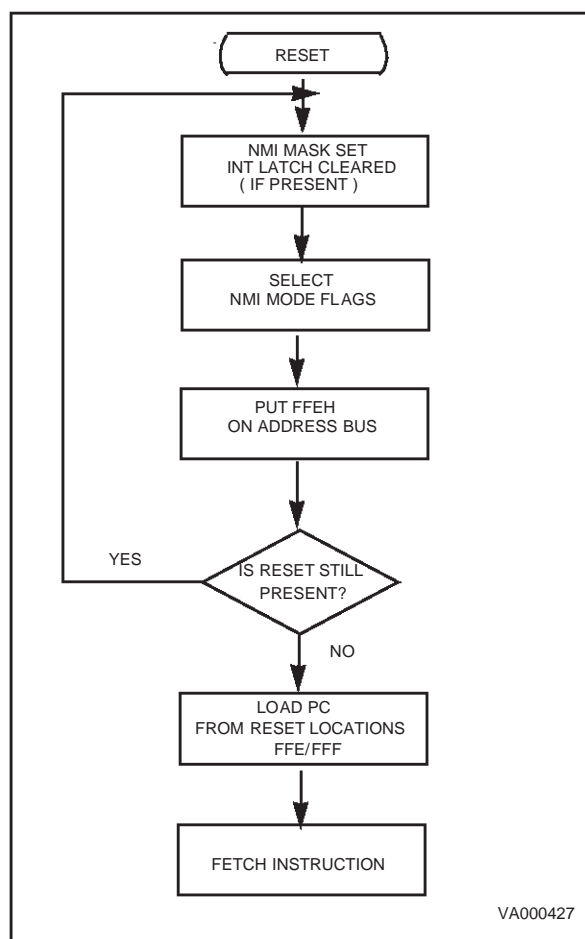 RESET
NMI MASK SET
INT LATCH CLEARED
( IF PRESENT )
SELECT
NMI MODE FLAGS
PUT FFEH
ON ADDRESS BUS
YES
IS RESET STILL
PRESENT?
NO
LOAD PC
FROM RESET LOCATIONS
FFE/FFF
FETCH INSTRUCTION
VA000427